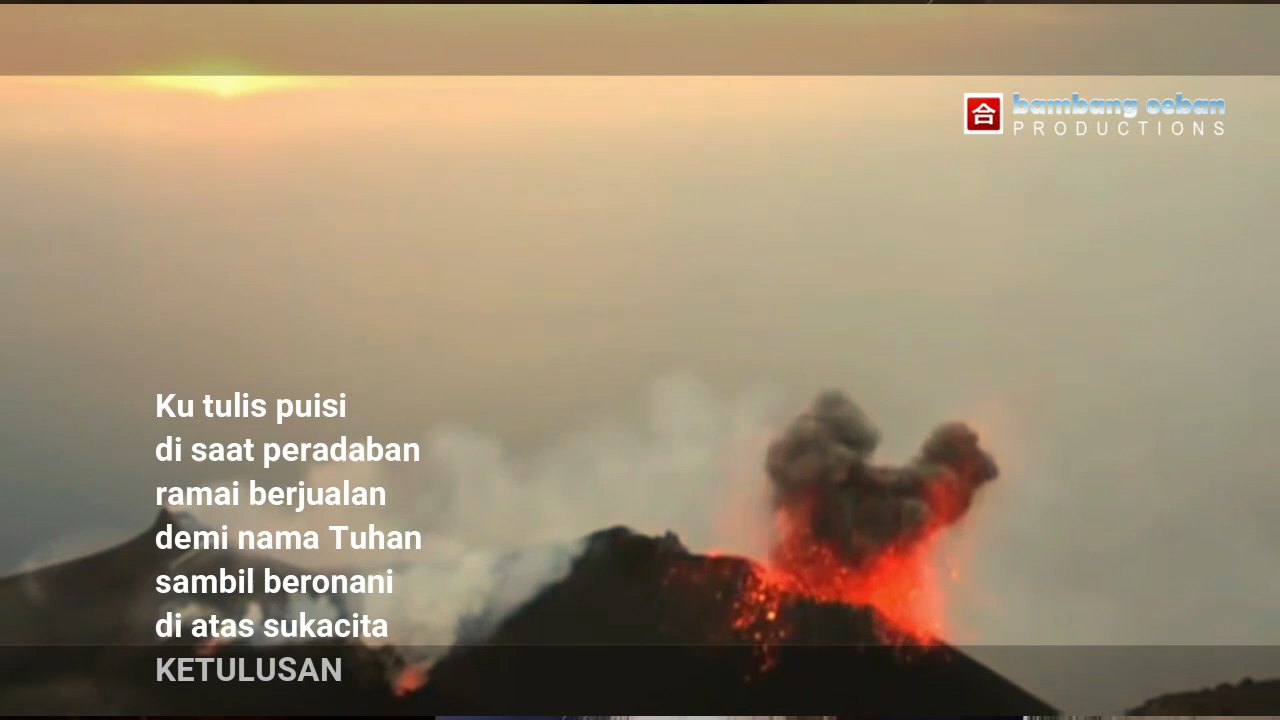 合 bambang oeban
PRODUCTIONS
Ku tulis puisi
di saat peradaban
ramai berjualan
demi nama Tuhan
sambil beronani
di atas sukacita
KETULUSAN